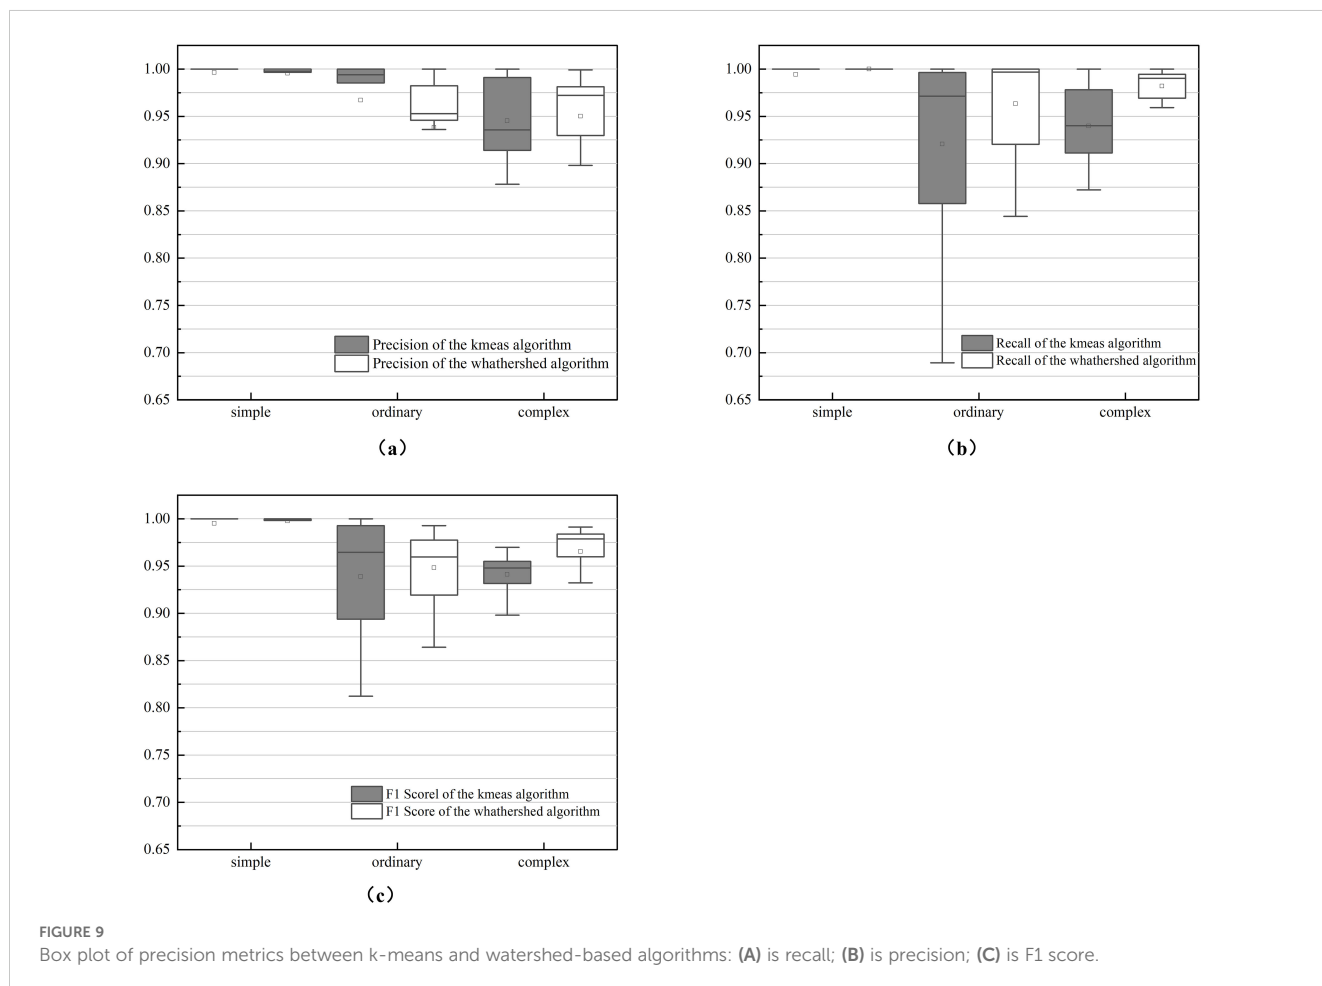 1.00
0.95
0.90
0.85
0.80
0.75
0.70
0.65
Precision of the kmeas algorithm
Precision of the whathershed algorithm
simple ordinary complex
(a)
1.00
0.95
0.90
0.85
0.80
0.75
0.70
0.65
Recall of the kmeas algorithm
Recall of the whathershed algorithm
simple ordinary complex
(b)
1.00
0.95
0.90
0.85
0.80
0.75
0.70
0.65
F1 Scorel of the kmeas algorithm
F1 Score of the whathershed algorithm
simple ordinary complex
(c)
FIGURE 9
Box plot of precision metrics between k-means and watershed-based algorithms: (A) is recall; (B) is precision; (C) is F1 score.